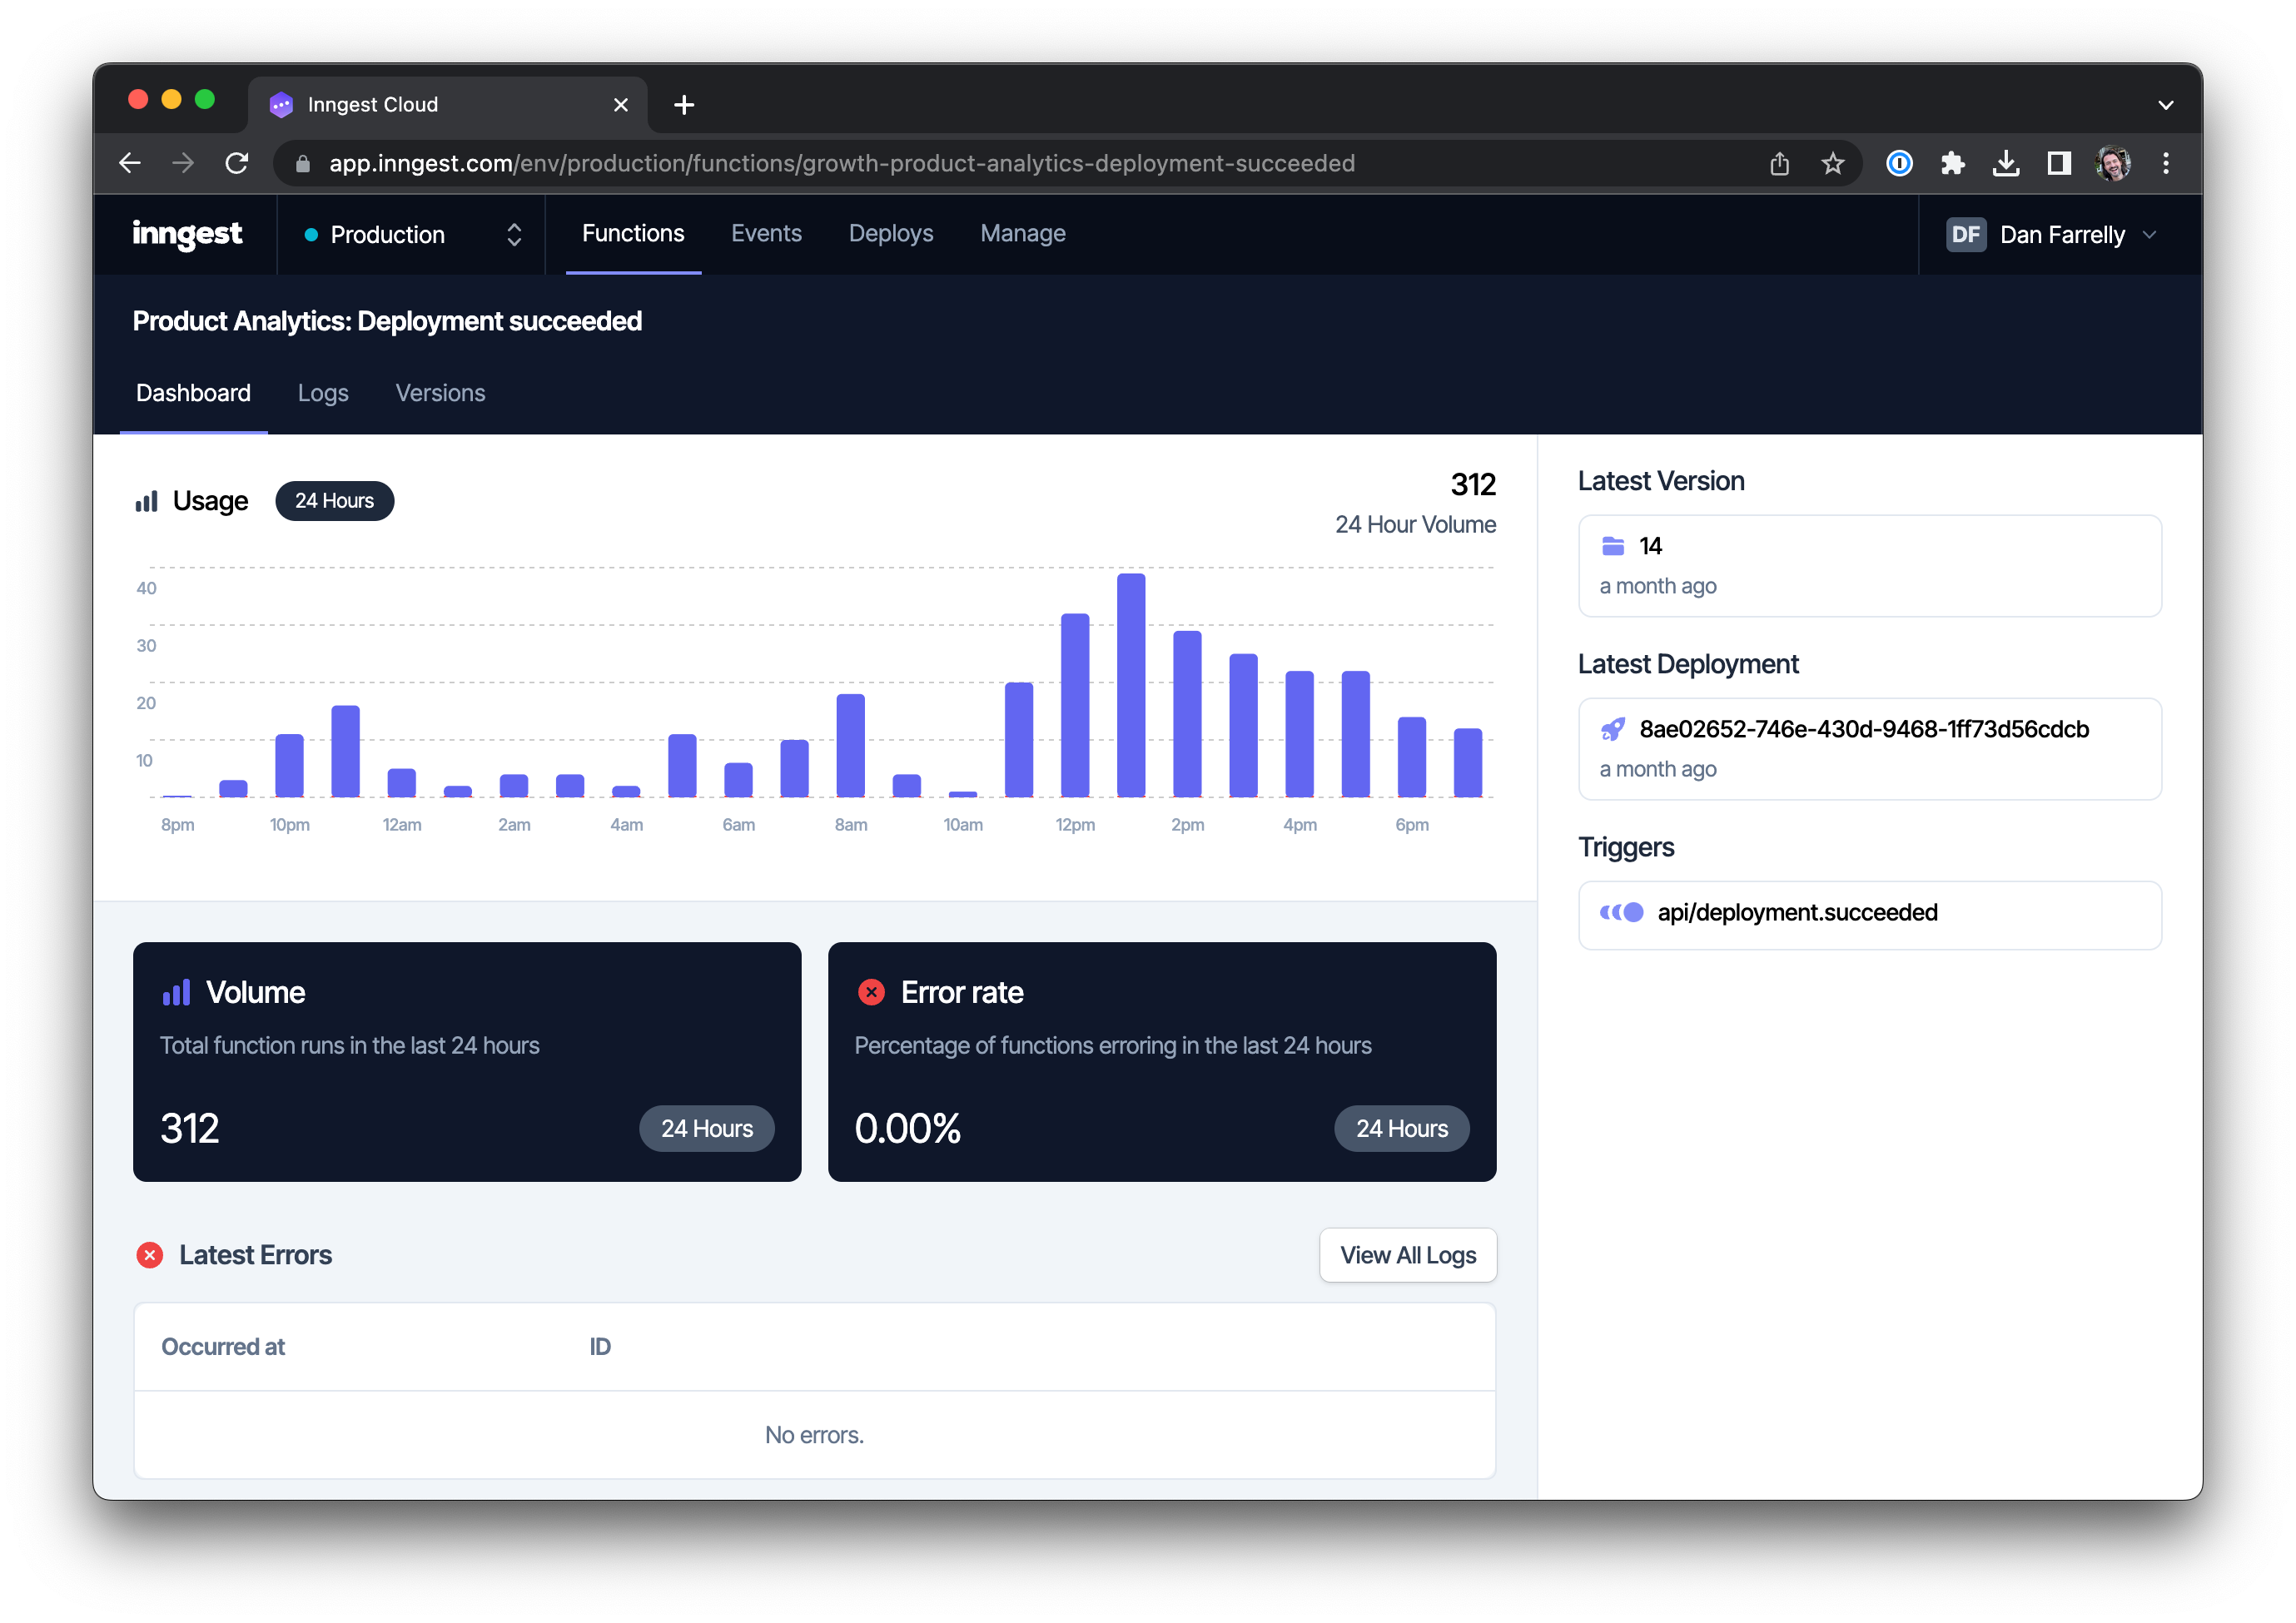 Inngest Cloud
app.inngest.com/env/production/functions/growth-product-analytics-deployment-succeeded
inngest
Production
Functions
Events
Deploys
Manage
DF
Dan Farrelly
Product Analytics: Deployment succeeded
Dashboard
Logs
Versions
Usage
24 Hours
312
24 Hour Volume
40
30
20
10
8pm
10pm
12am
2am
4am
6am
8am
10am
12pm
2pm
4pm
6pm
Volume
Total function runs in the last 24 hours
312
24 Hours
Error rate
Percentage of functions erroring in the last 24 hours
0.00%
24 Hours
Latest Errors
View All Logs
Occurred at
ID
No errors.
Latest Version
14
a month ago
Latest Deployment
8ae02652-746e-430d-9468-1ff73d56cdcb
a month ago
Triggers
api/deployment.succeeded